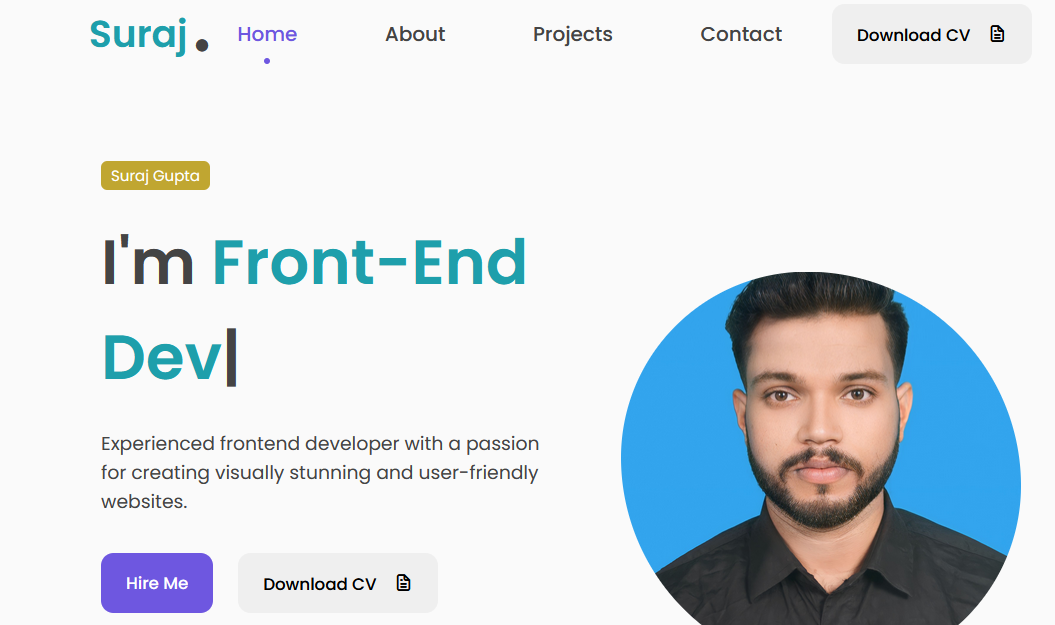 Suraj .
Home
About
Projects
Contact
Download CV
Suraj Gupta
I'm Front-End
Dev|
Experienced frontend developer with a passion
for creating visually stunning and user-friendly
websites.
Hire Me
Download CV